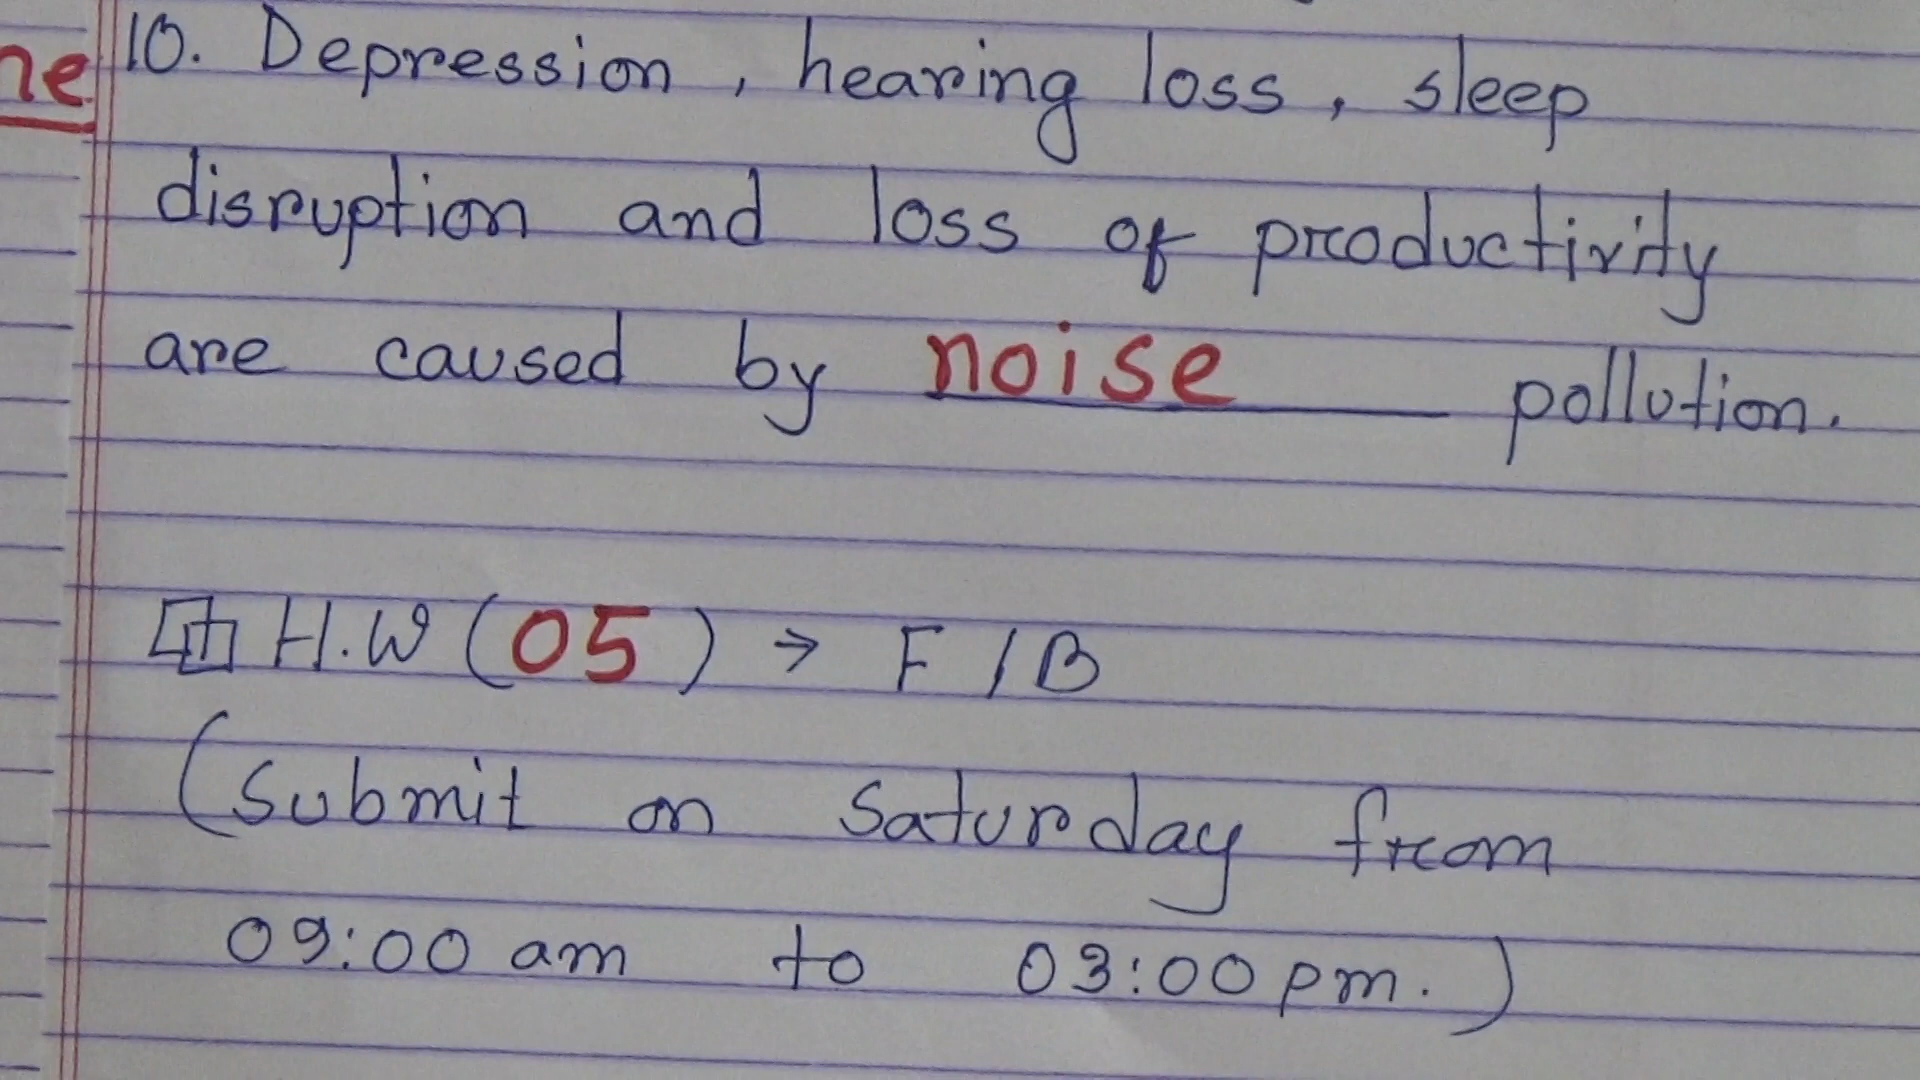 ne
10. Depression, hearing loss, sleep
disruption and loss of productivity
are caused by noise pollution.
H.W (05) → F/B
(Submit on Saturday from
09:00 am to 03:00 pm.)